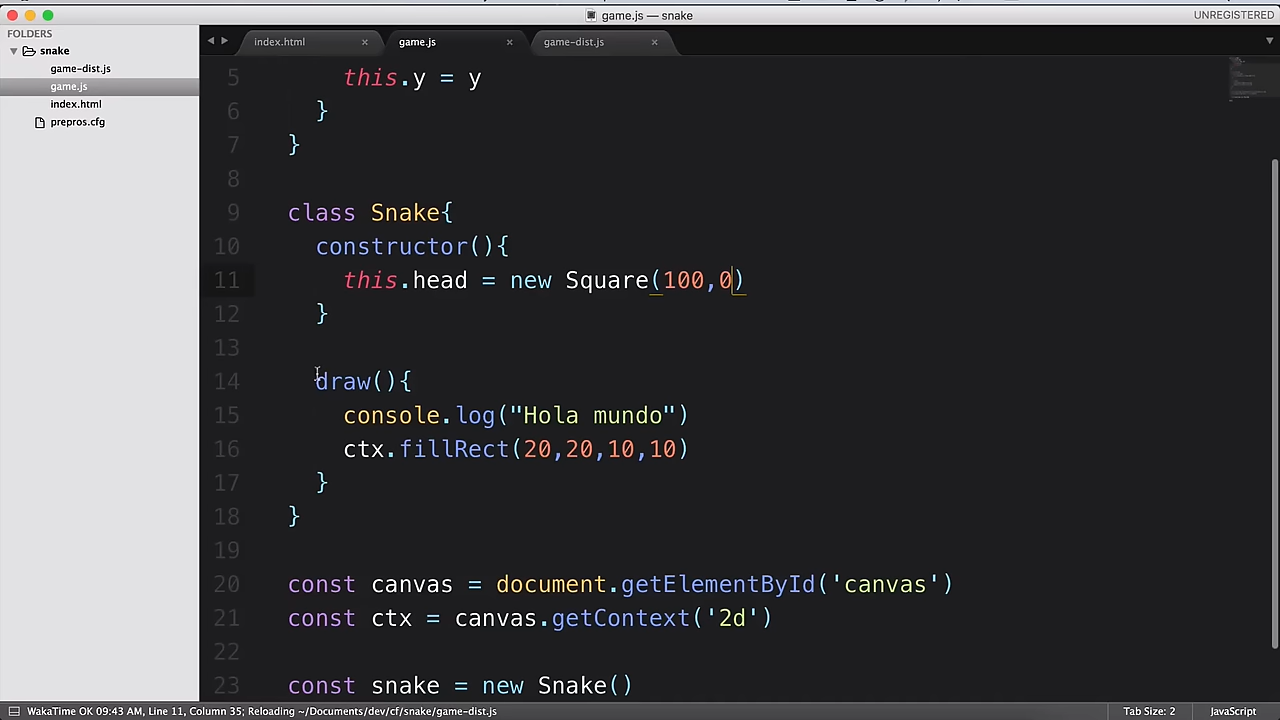 game.js — snake
UNREGISTERED
FOLDERS
snake
game-dist.js
game.js
index.html
prepros.cfg
index.html × game.js × game-dist.js ×
5 this.y = y
6 }
7 }
8
9 class Snake{
10 constructor(){
11 this.head = new Square(100,0)
12 }
13
14 draw(){
15 console.log("Hola mundo")
16 ctx.fillRect(20,20,10,10)
17 }
18 }
19
20 const canvas = document.getElementById('canvas')
21 const ctx = canvas.getContext('2d')
22
23 const snake = new Snake()
WakaTime OK 09:43 AM, Line 11, Column 35; Reloading ~/Documents/dev/cf/snake/game-dist.js
Tab Size: 2
JavaScript